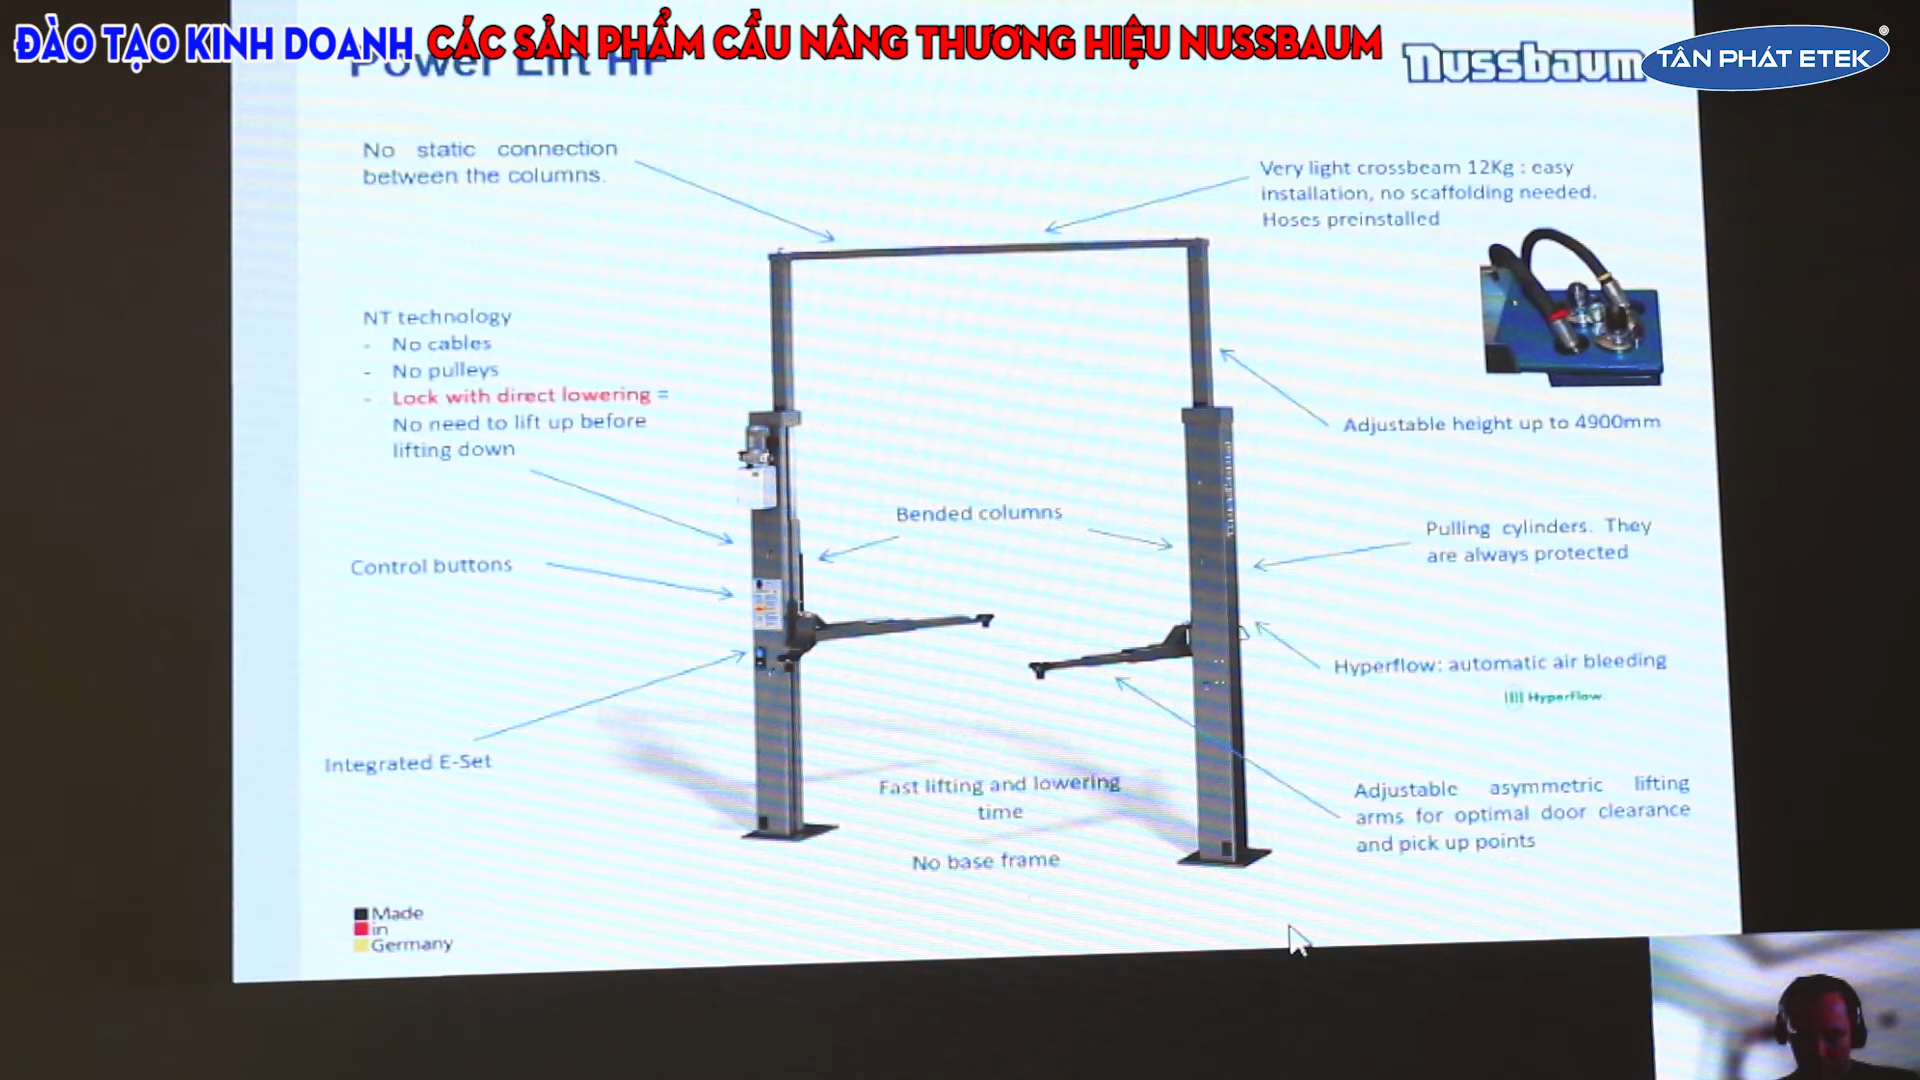 ĐÀO TẠO KINH DOANH CÁC SẢN PHẨM CẦU NÂNG THƯƠNG HIỆU NUSSBAUM
Nussbaum
TÂN PHÁT ETEK
Power Lift HF
No static connection
between the columns.
Very light crossbeam 12Kg : easy
installation, no scaffolding needed.
Hoses preinstalled
NT technology
- No cables
- No pulleys
- Lock with direct lowering =
No need to lift up before
lifting down
Adjustable height up to 4900mm
Bended columns
Pulling cylinders. They
are always protected
Control buttons
Hyperflow: automatic air bleeding
Hyperflow
Integrated E-Set
Fast lifting and lowering
time
Adjustable asymmetric lifting
arms for optimal door clearance
and pick up points
No base frame
Made
in
Germany